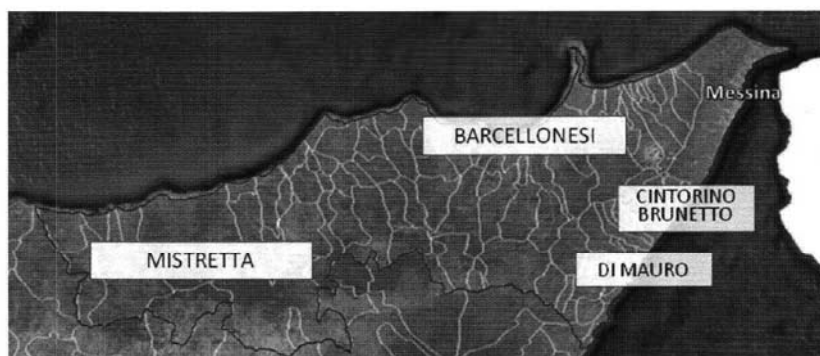 Messina
BARCELLONESI
CINTORINO
BRUNETTO
MISTRETTA
DI MAURO